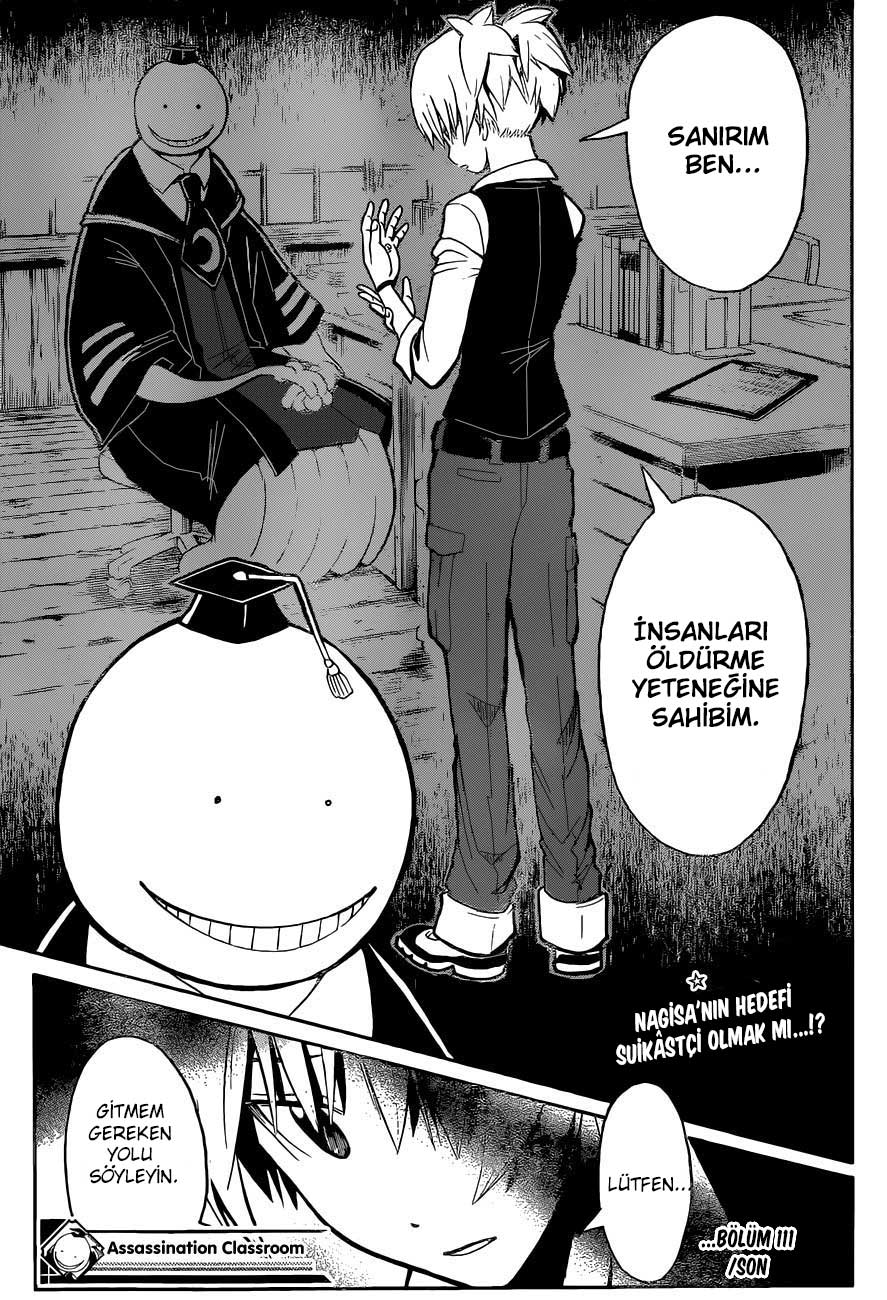 SANIRIM
BEN...
İNSANLARI
ÖLDÜRME
YETENEĞİNE
SAHİBİM.
☆
NAGİSA'NIN HEDEFİ
SUİKÂSTÇİ OLMAK MI...!?
LÜTFEN...
GİTMEM
GEREKEN
YOLU
SÖYLEYİN.
Assassination Classroom
...BÖLÜM 111
/SON